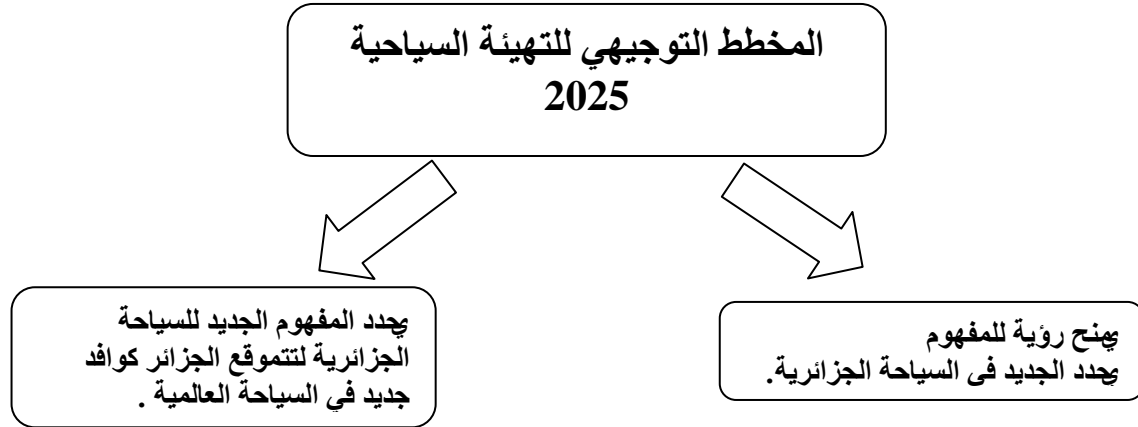 المخطط التوجيهي للتهيئة السياحية
2025
يمنح رؤية للمفهوم
يحدد الجديد في السياحة الجزائرية.
يحدد المفهوم الجديد للسياحة
الجزائرية لتتموقع الجزائر كوافد
جديد في السياحة العالمية .